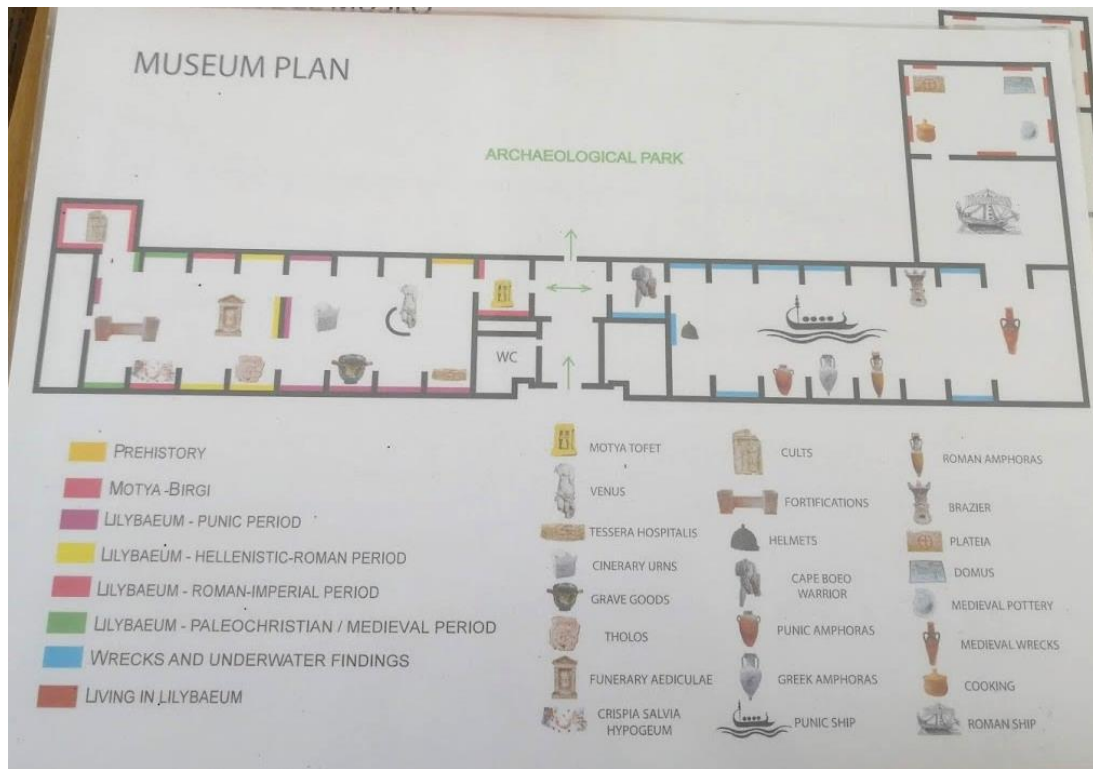 MUSEO
MUSEUM PLAN
ARCHAEOLOGICAL PARK
WC
PREHISTORY
MOTYA-BIRGI
LILYBAEUM - PUNIC PERIOD
LILYBAEUM - HELLENISTIC-ROMAN PERIOD
LILYBAEUM - ROMAN-IMPERIAL PERIOD
LILYBAEUM - PALEOCHRISTIAN / MEDIEVAL PERIOD
WRECKS AND UNDERWATER FINDINGS
LIVING IN LILYBAEUM
MOTYA TOFET
VENUS
TESSERA HOSPITALIS
CINERARY URNS
GRAVE GOODS
THOLOS
FUNERARY AEDICULAE
CRISPIA SALVIA
HYPOGEUM
CULTS
FORTIFICATIONS
HELMETS
CAPE BOEO
WARRIOR
PUNIC AMPHORAS
GREEK AMPHORAS
PUNIC SHIP
ROMAN AMPHORAS
BRAZIER
PLATEIA
DOMUS
MEDIEVAL POTTERY
MEDIEVAL WRECKS
COOKING
ROMAN SHIP